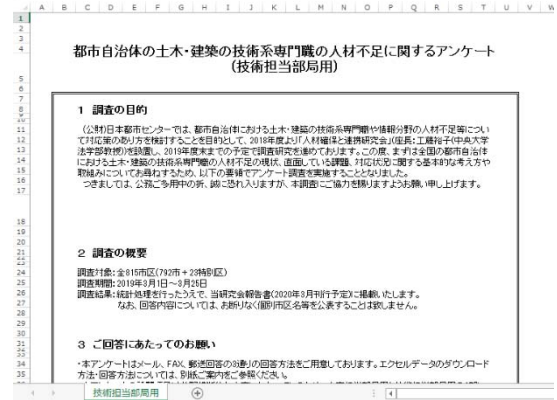 A B C D E F G H I J K L M N O P Q R S T U V W
都市自治体の土木・建築の技術系専門職の人材不足に関するアンケート
(技術担当部局用)
1 調査の目的
(公財)日本都市センターでは、都市自治体における土木・建築の技術系専門職や情報分野の人材不足等につい
て対応策のあり方を検討することを目的として、2018年度より「人材確保と連携研究会」(座長:工藤裕子(中央大学
法学部教授)を設置し、2019年度末までの予定で調査研究を進めております。この度、まずは全国の都市自治体
における土木・建築の技術系専門職の人材不足の現状、直面している課題、対応状況に関する基本的な考え方や
取組みについてお尋ねするため、以下の要領でアンケート調査を実施することとなりました。
つきましては、公務ご多用中の折、誠に恐れ入りますが、本調査にご協力を賜りますようお願い申し上げます。
2 調査の概要
調査対象:全815市区(792市+23特別区)
調査期間:2019年3月1日~3月25日
調査結果:統計処理を行ったうえで、当研究会報告書(2020年3月刊行予定)に掲載いたします。
なお、回答内容については、お断りなく個別市区名等を公表することは致しません。
3 ご回答にあたってのお願い
・本アンケートはメール、FAX、郵送回答の3通りの回答方法をご用意しております。エクセルデータのダウンロード
方法・回答方法については、別紙ご案内をご参照ください。
技術担当部局用